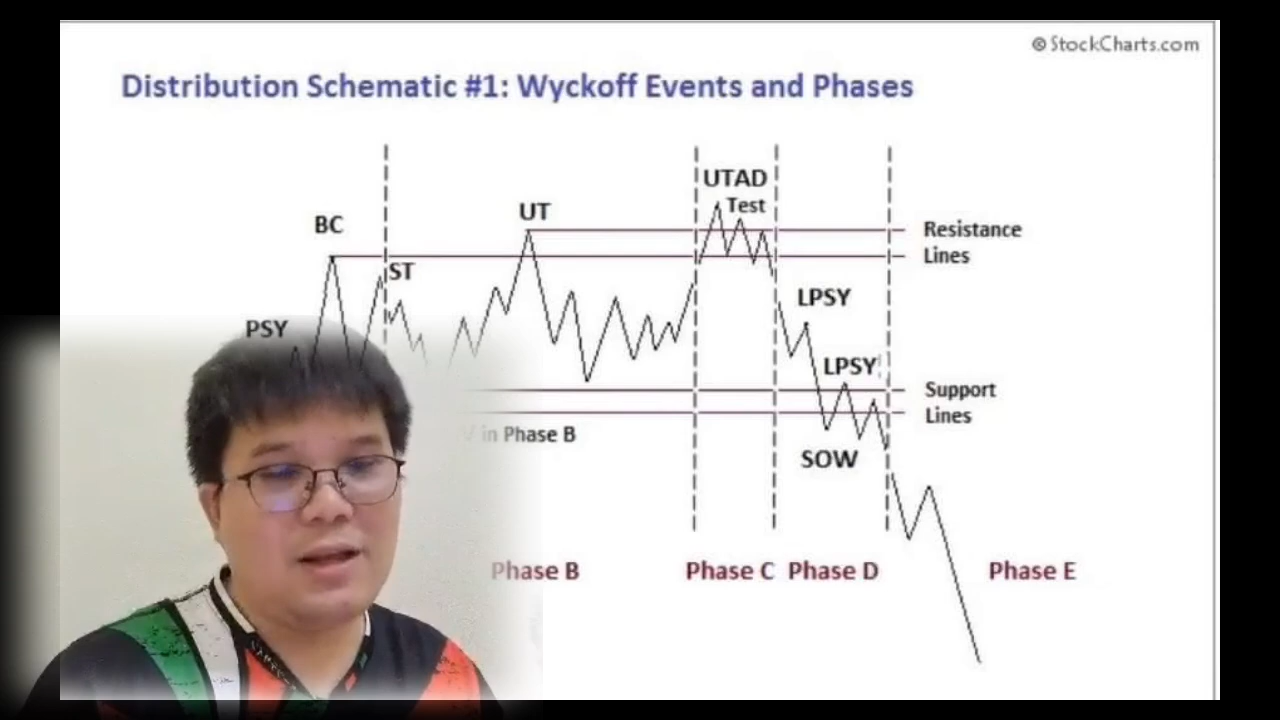 © StockCharts.com
Distribution Schematic #1: Wyckoff Events and Phases
UTAD
Test
UT
BC
Resistance
Lines
ST
LPSY
PSY
LPSY
Support
Lines
in Phase B
SOW
Phase B
Phase C
Phase D
Phase E